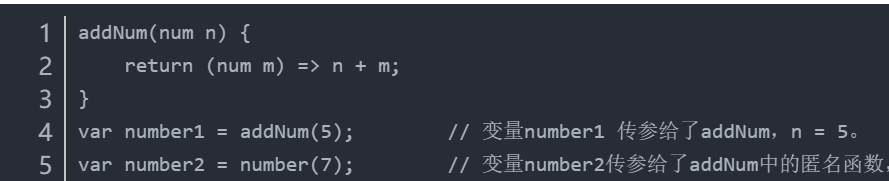 1 addNum(num n) {
2     return (num m) => n + m;
3 }
4 var number1 = addNum(5);        // 变量number1 传参给了addNum，n = 5。
5 var number2 = number(7);        // 变量number2传参给了addNum中的匿名函数，